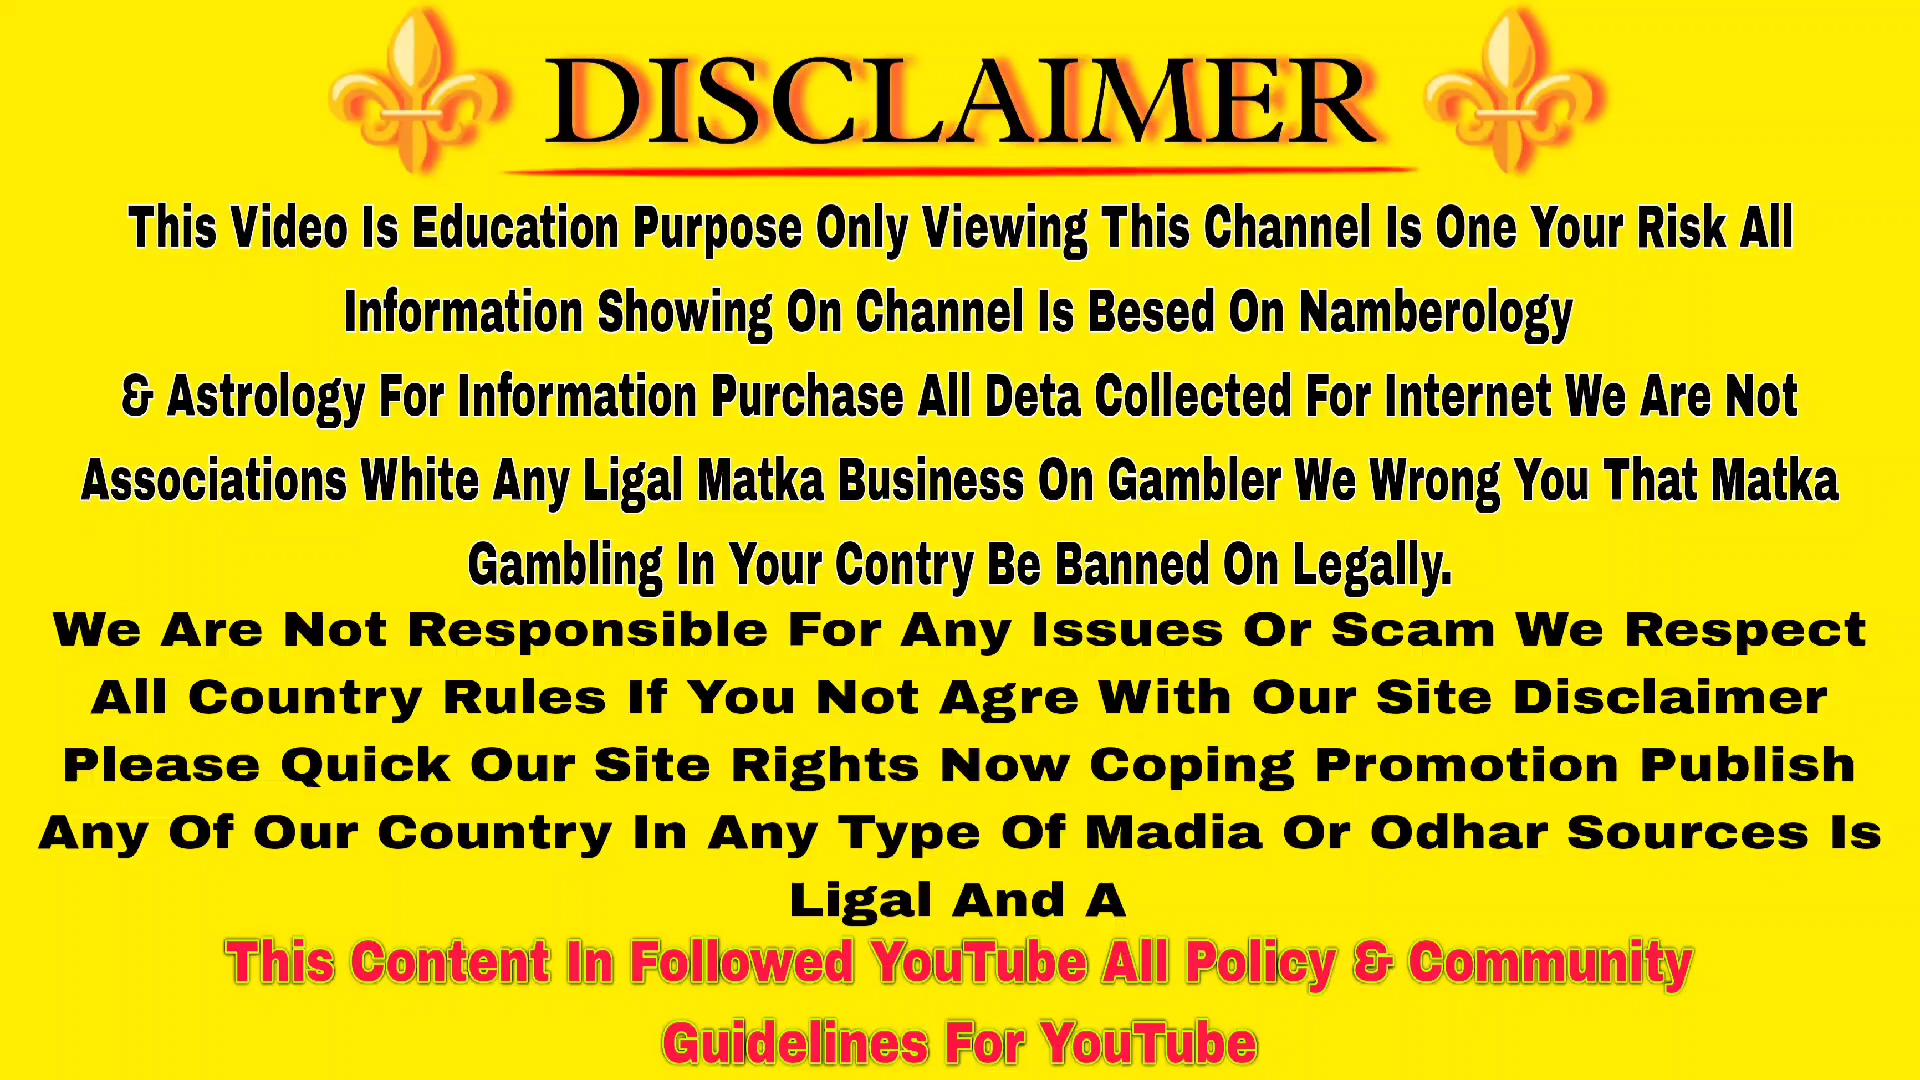 DISCLAIMER
This Video Is Education Purpose Only Viewing This Channel Is One Your Risk All
Information Showing On Channel Is Besed On Namberology
& Astrology For Information Purchase All Deta Collected For Internet We Are Not
Associations White Any Ligal Matka Business On Gambler We Wrong You That Matka
Gambling In Your Contry Be Banned On Legally.
We Are Not Responsible For Any Issues Or Scam We Respect
All Country Rules If You Not Agre With Our Site Disclaimer
Please Quick Our Site Rights Now Coping Promotion Publish
Any Of Our Country In Any Type Of Madia Or Odhar Sources Is
Ligal And A
This Content In Followed YouTube All Policy & Community
Guidelines For YouTube